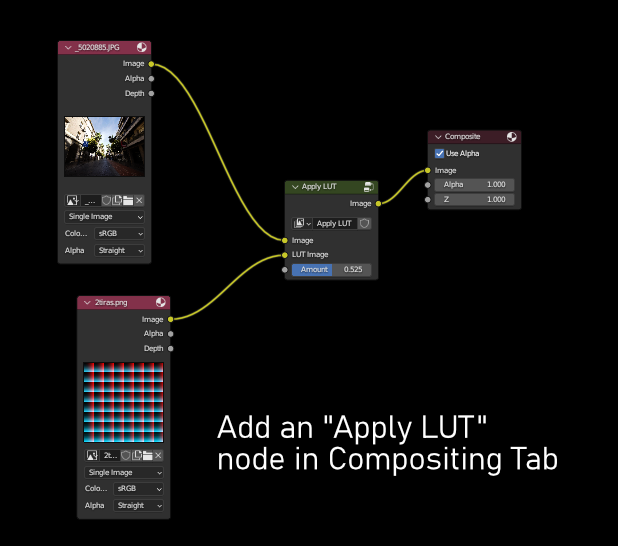 _5020885.JPG
Image
Alpha
Depth
_...
Single Image
Colo... sRGB
Alpha Straight
Apply LUT
Image
Apply LUT
Image
LUT Image
Amount 0.525
Composite
Use Alpha
Image
Alpha 1.000
Z 1.000
2tiras.png
Image
Alpha
Depth
2t...
Single Image
Colo... sRGB
Alpha Straight
Add an "Apply LUT"
node in Compositing Tab